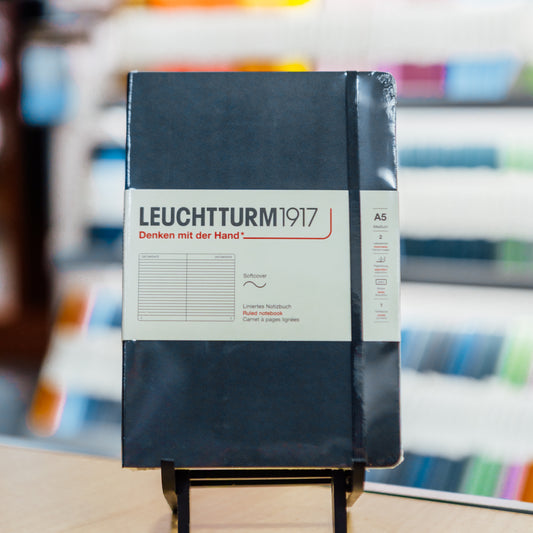 LEUCHTTURM1917
Denken mit der Hand*
Softcover
Liniertes Notizbuch
Ruled notebook
Carnet à pages lignées
A5
Medium